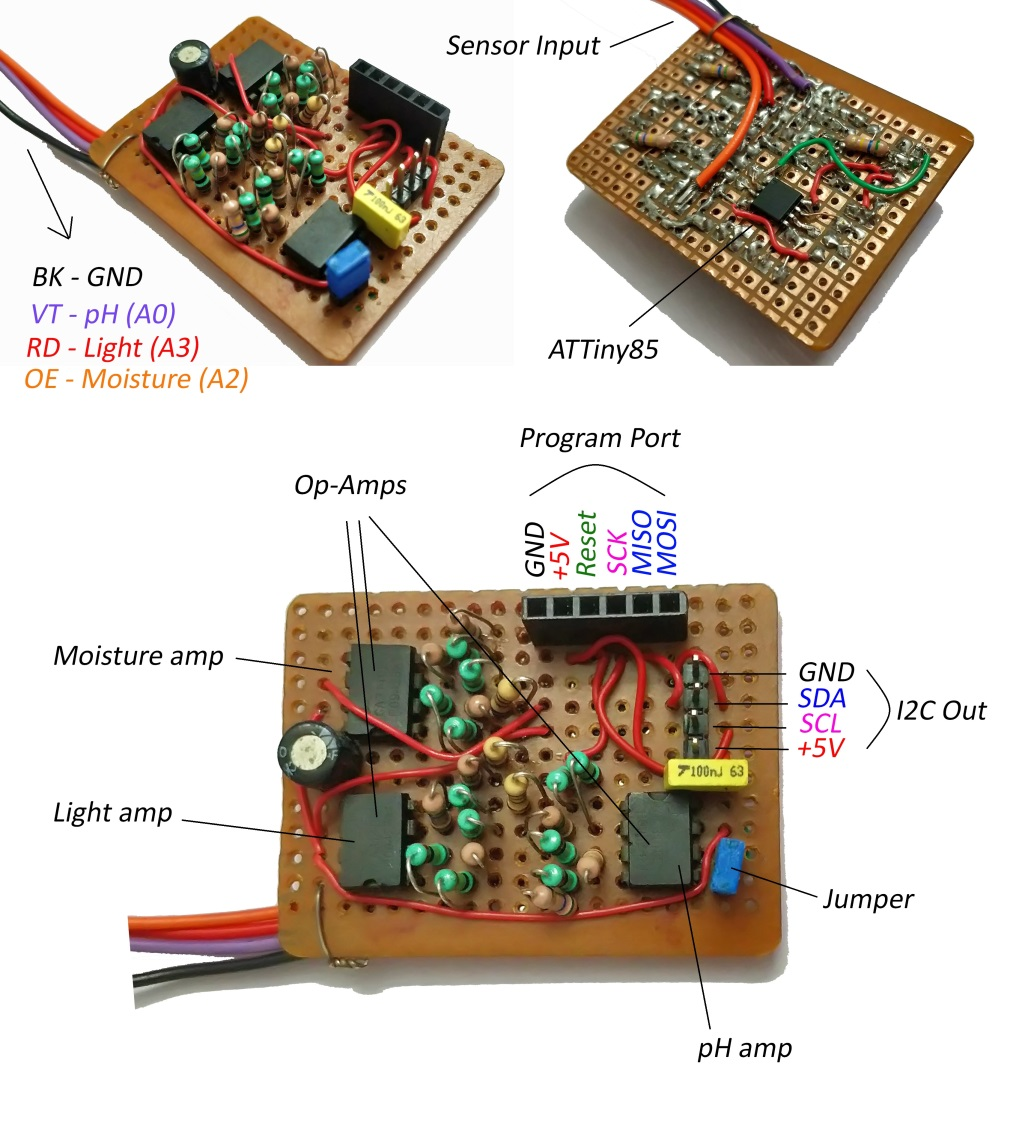 Sensor Input
BK - GND
VT - pH (A0)
RD - Light (A3)
OE - Moisture (A2)
ATTiny85
Program Port
Op-Amps
GND
+5V
Reset
SCK
MISO
MOSI
Moisture amp
GND
SDA
SCL
+5V
I2C Out
100nJ 63
Light amp
Jumper
pH amp
100nJ 63